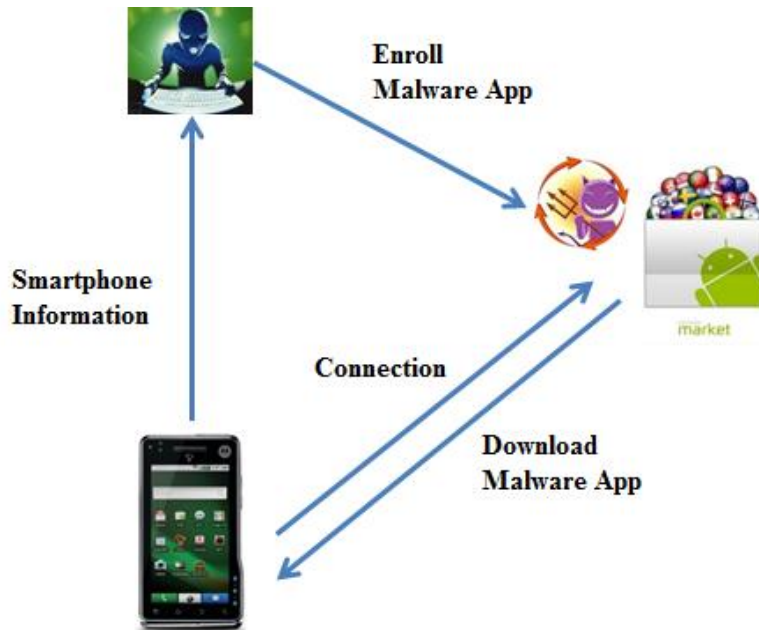 Enroll
Malware App
Smartphone
Information
Connection
market
Download
Malware App